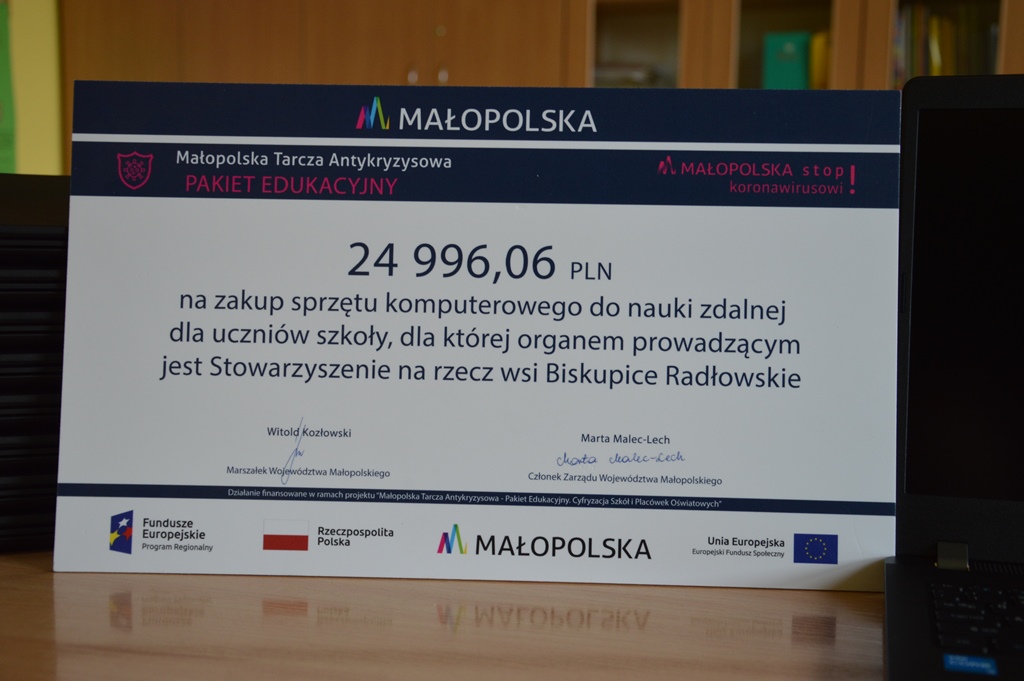 MAŁOPOLSKA
Małopolska Tarcza Antykryzysowa
PAKIET EDUKACYJNY
MAŁOPOLSKA stop
koronawirusowi!
24 996,06 PLN
na zakup sprzętu komputerowego do nauki zdalnej
dla uczniów szkoły, dla której organem prowadzącym
jest Stowarzyszenie na rzecz wsi Biskupice Radłowskie
Witold Kozłowski
Marszałek Województwa Małopolskiego
Marta Malec-Lech
Marta Malec-Lech
Członek Zarządu Województwa Małopolskiego
Działanie finansowane w ramach projektu "Małopolska Tarcza Antykryzysowa - Pakiet Edukacyjny. Cyfryzacja Szkół i Placówek Oświatowych"
Fundusze
Europejskie
Program Regionalny
Rzeczpospolita
Polska
MAŁOPOLSKA
Unia Europejska
Europejski Fundusz Społeczny